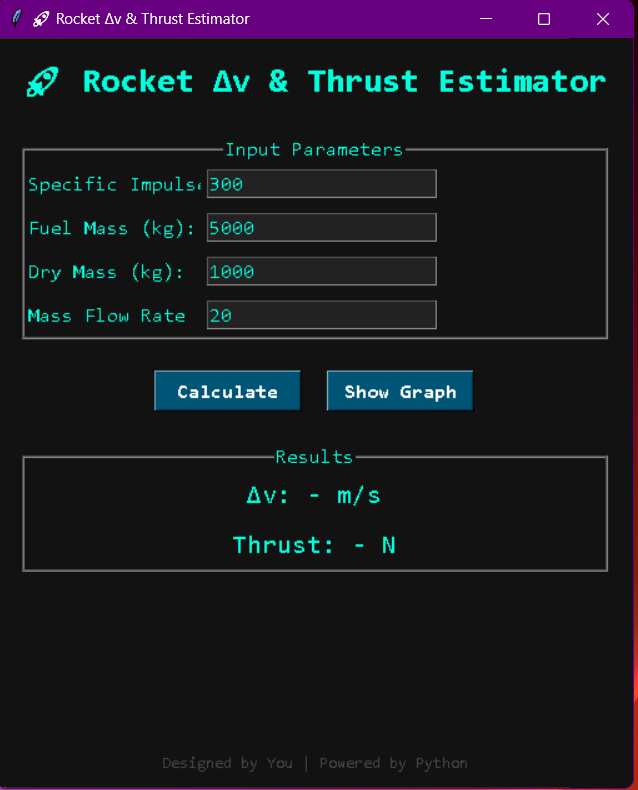 Rocket Δv & Thrust Estimator
Rocket Δv & Thrust Estimator
Input Parameters
Specific Impuls 300
Fuel Mass (kg): 5000
Dry Mass (kg): 1000
Mass Flow Rate 20
Calculate Show Graph
Results
Δv: - m/s
Thrust: - N
Designed by You | Powered by Python